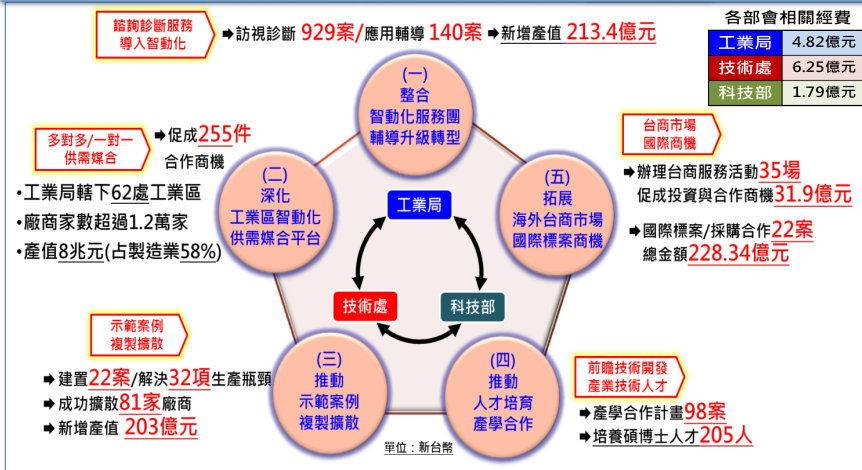 諮詢診斷服務
導入智動化
➡訪視診斷 929案/應用輔導 140案 ➡新增產值 213.4億元
各部會相關經費
工業局 4.82億元
技術處 6.25億元
科技部 1.79億元
(一)
整合
智動化服務團
輔導升級轉型
多對多/一對一
供需媒合
➡促成255件
合作商機
•工業局轄下62處工業區
•廠商家數超過1.2萬家
•產值8兆元(占製造業58%)
(二)
深化
工業區智動化
供需媒合平台
(五)
拓展
海外台商市場
國際標案商機
台商市場
國際商機
➡辦理台商服務活動35場
促成投資與合作商機31.9億元
➡國際標案/採購合作22案
總金額228.34億元
工業局
技術處
科技部
示範案例
複製擴散
➡建置22案/解決32項生產瓶頸
➡成功擴散81家廠商
➡新增產值 203億元
(三)
推動
示範案例
複製擴散
(四)
推動
人才培育
產學合作
前瞻技術開發
產業技術人才
➡產學合作計畫98案
➡培養碩博士人才205人
單位：新台幣